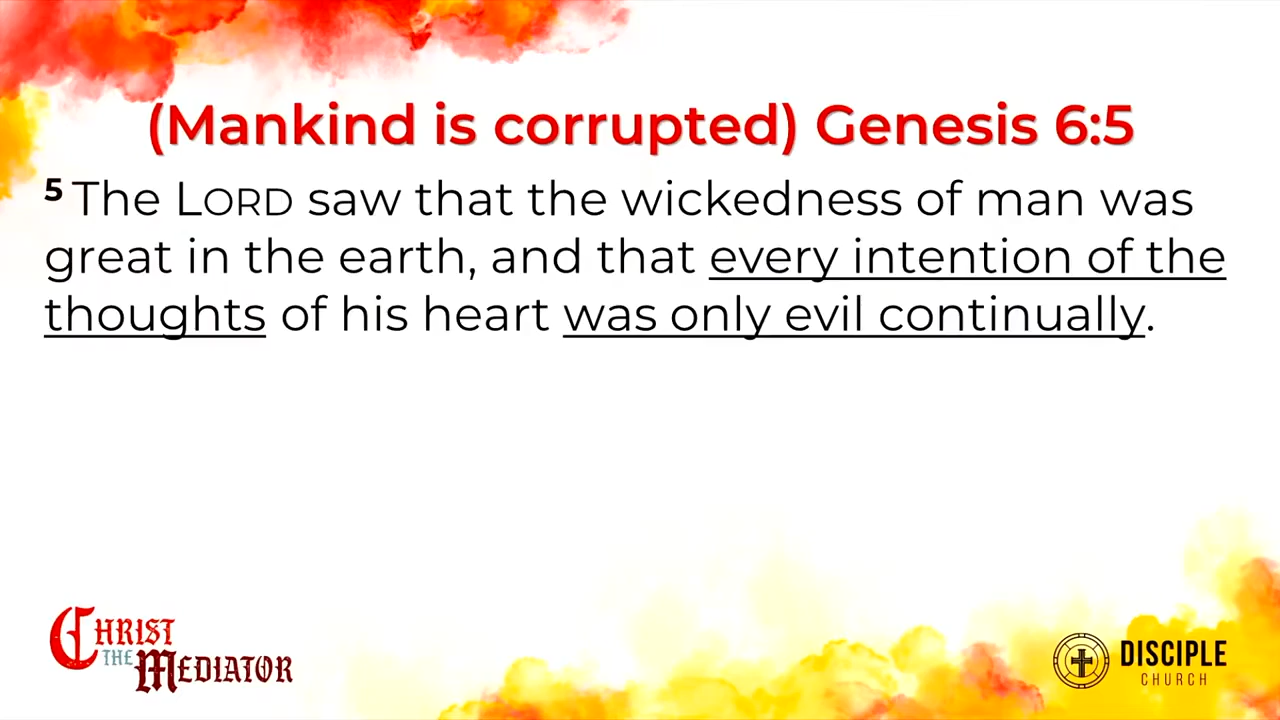 (Mankind is corrupted) Genesis 6:5
5 The LORD saw that the wickedness of man was
great in the earth, and that every intention of the
thoughts of his heart was only evil continually.
CHRIST
THE MEDIATOR
DISCIPLE
CHURCH